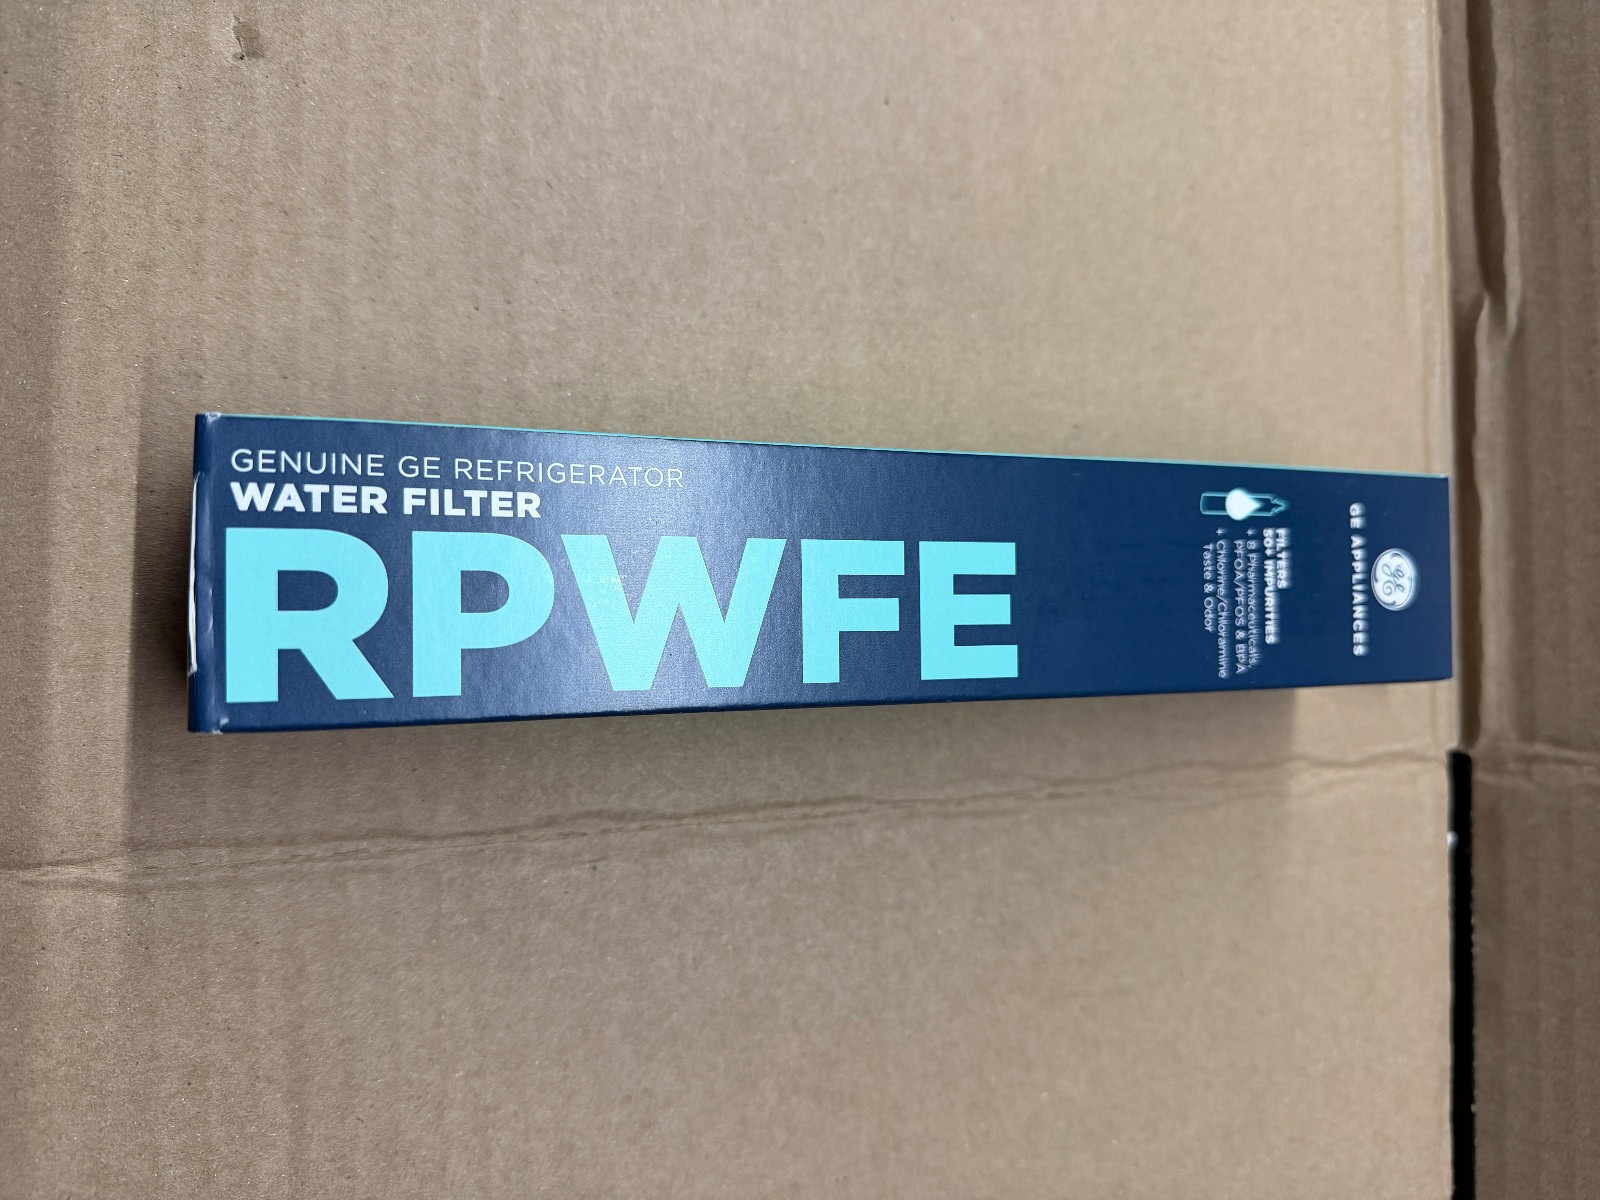 GENUINE GE REFRIGERATOR
WATER FILTER
RPWFE
FILTERS
50+ IMPURITIES
+ 8 Pharmaceuticals,
PFOA/PFOS & BPA
+ Chlorine/Chloramine
Taste & Odor
GE
GE APPLIANCES